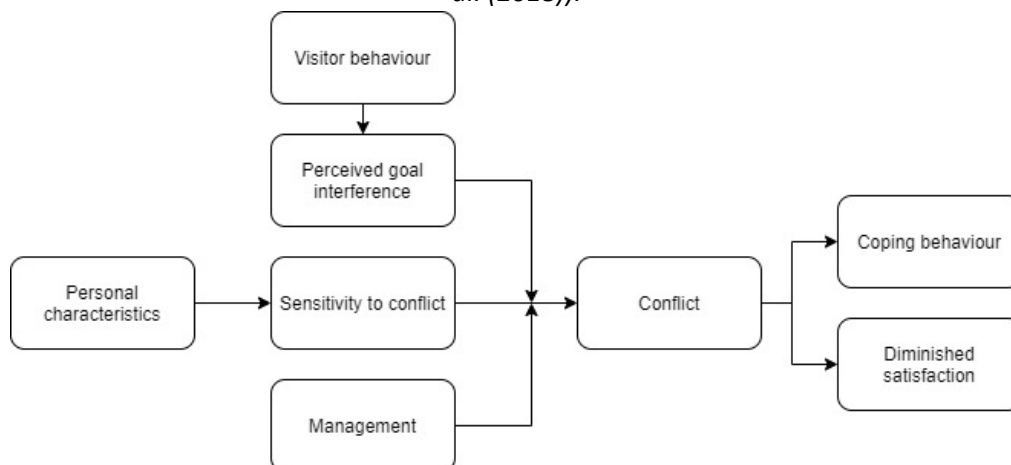 Visitor behaviour
Perceived goal
interference
Personal
characteristics
Sensitivity to conflict
Management
Conflict
Coping behaviour
Diminished
satisfaction